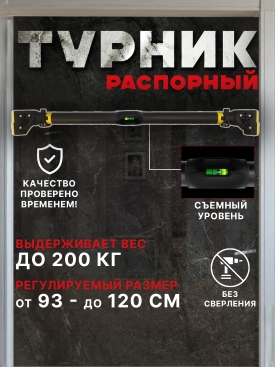 ТУРНИК
РАСПОРНЫЙ
КАЧЕСТВО
ПРОВЕРЕНО
ВРЕМЕНЕМ!
СЪЕМНЫЙ
УРОВЕНЬ
ВЫДЕРЖИВАЕТ ВЕС
ДО 200 КГ
РЕГУЛИРУЕМЫЙ РАЗМЕР
от 93 - до 120 СМ
БЕЗ
СВЕРЛЕНИЯ